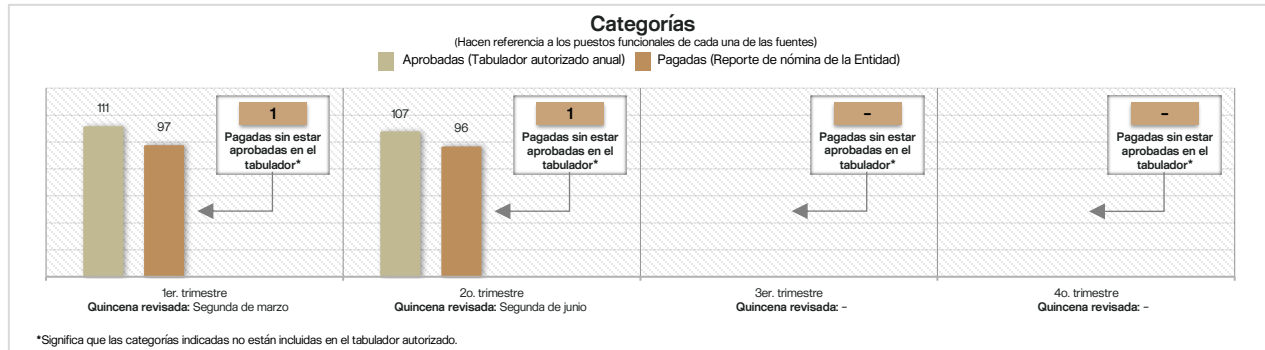 Categorías
(Hacen referencia a los puestos funcionales de cada una de las fuentes)
Aprobadas (Tabulador autorizado anual) Pagadas (Reporte de nómina de la Entidad)
111
97
1
Pagadas sin estar
aprobadas en el
tabulador*
107
96
1
Pagadas sin estar
aprobadas en el
tabulador*
–
Pagadas sin estar
aprobadas en el
tabulador*
–
Pagadas sin estar
aprobadas en el
tabulador*
1er. trimestre
Quincena revisada: Segunda de marzo
2o. trimestre
Quincena revisada: Segunda de junio
3er. trimestre
Quincena revisada: –
4o. trimestre
Quincena revisada: –
*Significa que las categorías indicadas no están incluidas en el tabulador autorizado.